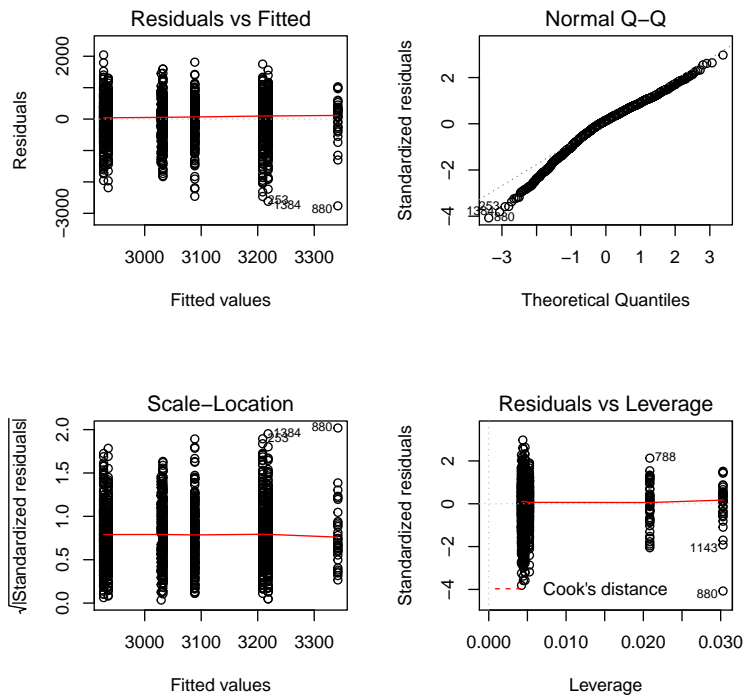 Residuals vs Fitted
Residuals
2000
0
−3000
253
1384
880
3000 3100 3200 3300
Fitted values
Normal Q−Q
Standardized residuals
2
0
−2
−4
253
1384
880
−3 −1 0 1 2 3
Theoretical Quantiles
Scale−Location
√|Standardized residuals|
2.0
1.5
1.0
0.5
0.0
880
1384
253
3000 3100 3200 3300
Fitted values
Residuals vs Leverage
Standardized residuals
2
0
−2
−4
788
1143
880
Cook's distance
0.000 0.010 0.020 0.030
Leverage